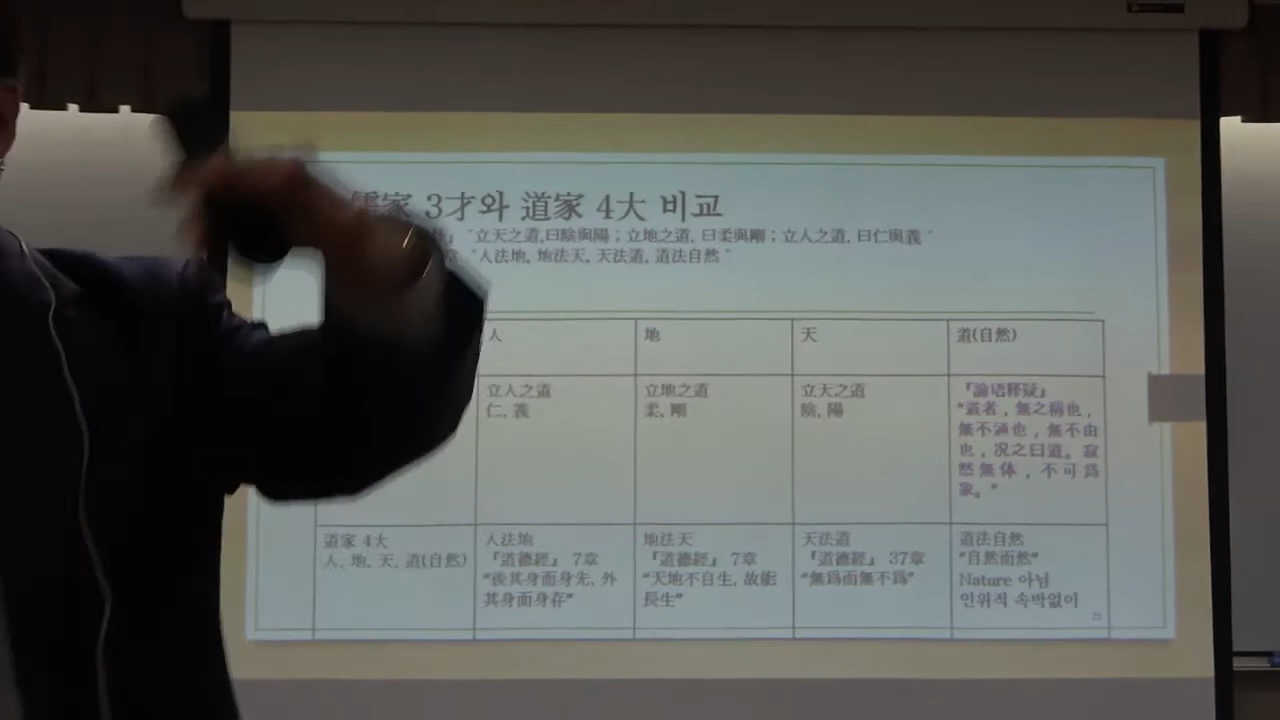 家 3才와 道家 4大 비교
』 "立天之道,曰陰與陽 ; 立地之道, 曰柔與剛 ; 立人之道, 曰仁與義 "
"人法地, 地法天, 天法道, 道法自然 "
人
地
天
道(自然)
立人之道
仁, 義
立地之道
柔, 剛
立天之道
陰, 陽
『論语释疑』
"道者 , 無之稱也 ,
無不通也 , 無不由
也 , 况之曰道。寂
然無体 , 不可爲
象。"
道家 4大
人, 地, 天, 道(自然)
人法地
『道德經』 7章
"後其身而身先, 外
其身而身存"
地法天
『道德經』 7章
"天地不自生, 故能
長生"
天法道
『道德經』 37章
"無爲而無不爲"
道法自然
"自然而然"
Nature 아님
인위적 속박없이
25